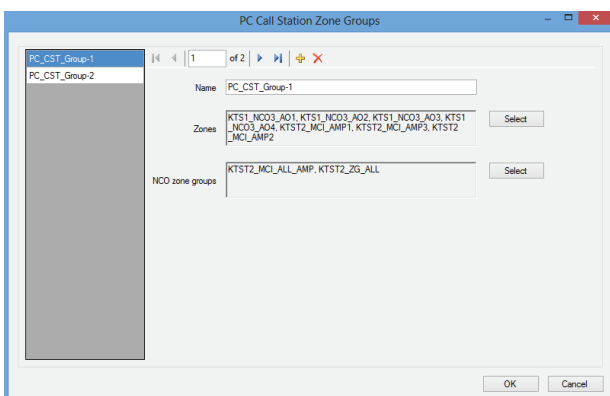 PC Call Station Zone Groups
PC_CST_Group-1
PC_CST_Group-2
1 of 2
Name PC_CST_Group-1
Zones KTS1_NCO3_AO1, KTS1_NCO3_AO2, KTS1_NCO3_AO3, KTS1
_NCO3_AO4, KTST2_MCI_AMP1, KTST2_MCI_AMP3, KTST2
_MCI_AMP2
Select
NCO zone groups KTST2_MCI_ALL_AMP, KTST2_ZG_ALL
Select
OK Cancel